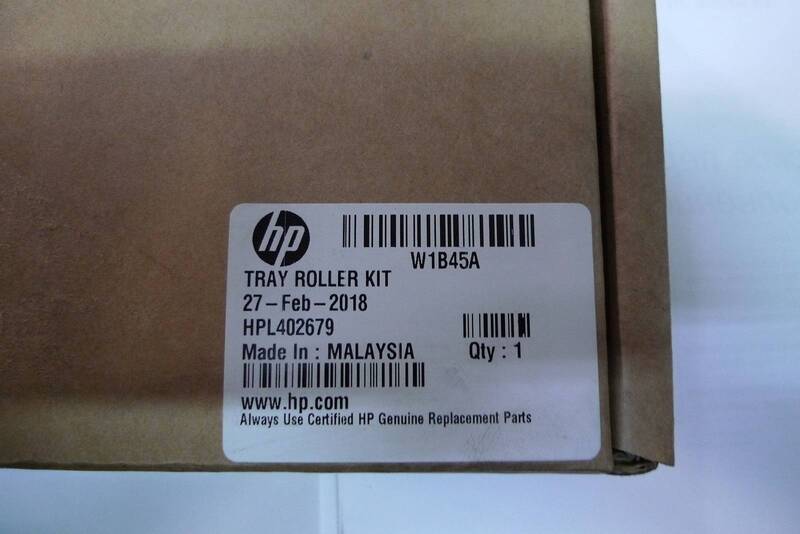 hp
W1B45A
TRAY ROLLER KIT
27-Feb-2018
HPL402679
Made In : MALAYSIA Qty : 1
www.hp.com
Always Use Certified HP Genuine Replacement Parts